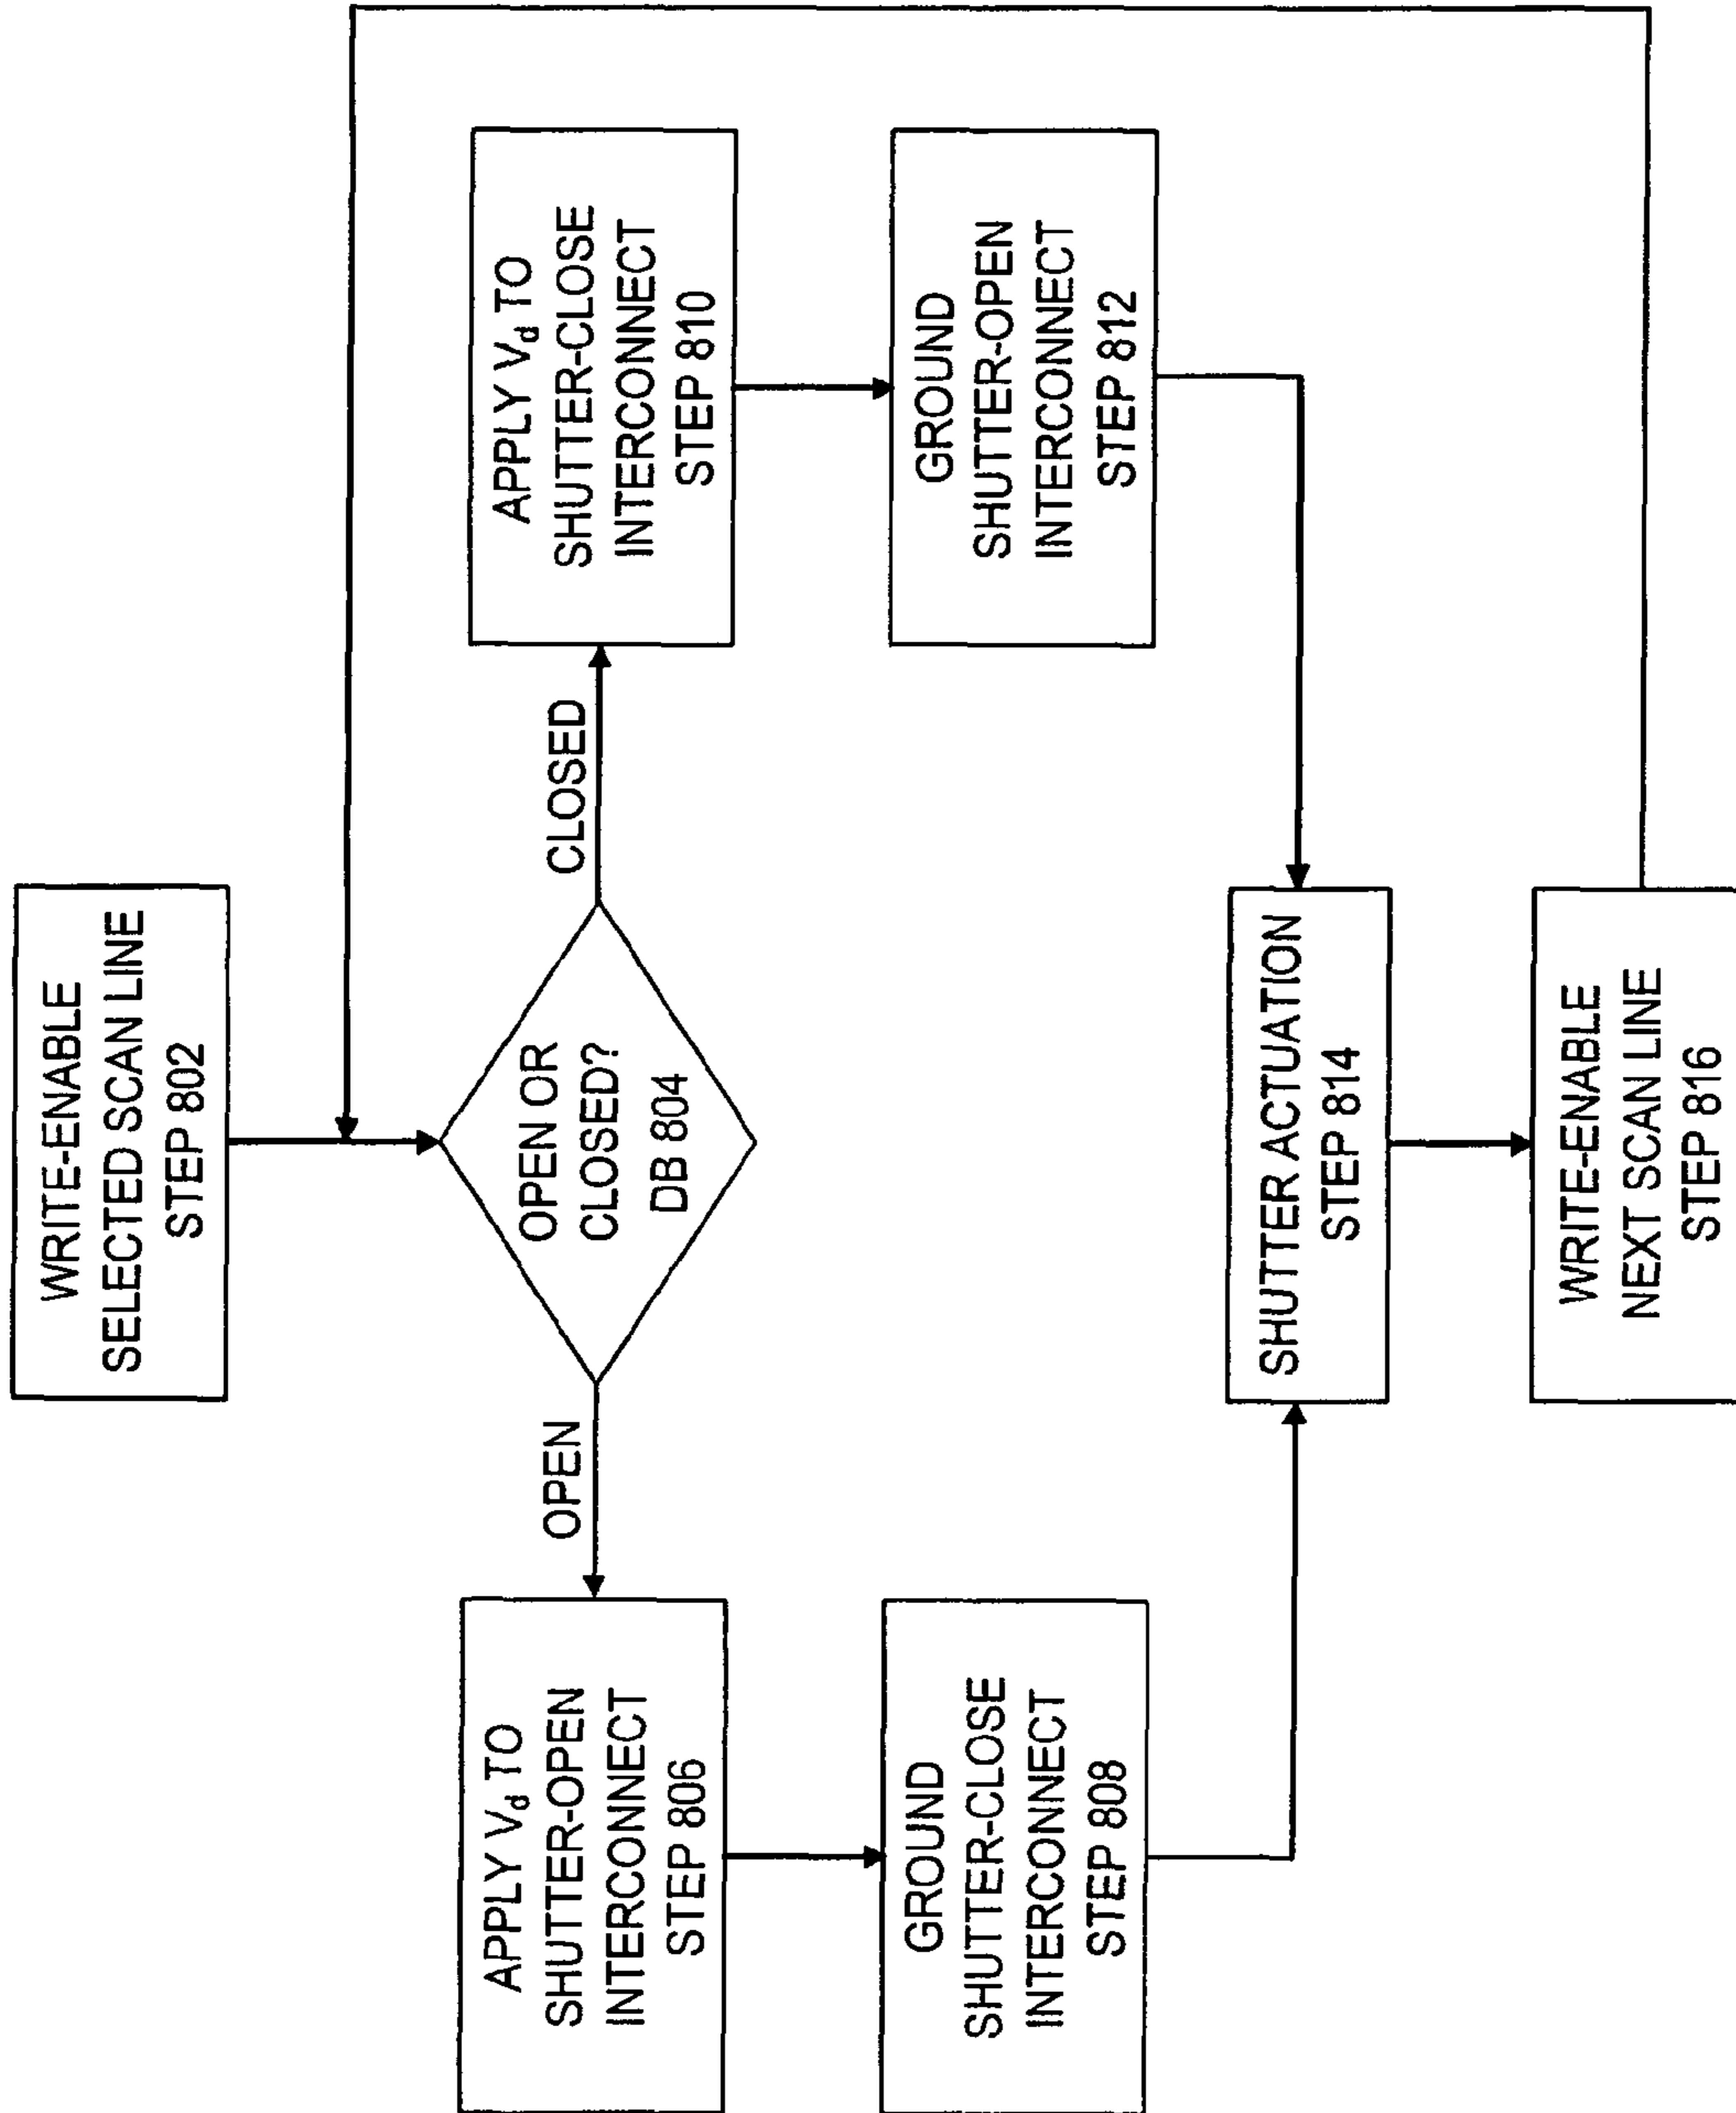 WRITE-ENABLE
SELECTED SCAN LINE
STEP 802
OPEN OR
CLOSED?
DB 804
OPEN
CLOSED
APPLY Vd TO
SHUTTER-OPEN
INTERCONNECT
STEP 806
GROUND
SHUTTER-CLOSE
INTERCONNECT
STEP 808
APPLY Vd TO
SHUTTER-CLOSE
INTERCONNECT
STEP 810
GROUND
SHUTTER-OPEN
INTERCONNECT
STEP 812
SHUTTER ACTUATION
STEP 814
WRITE-ENABLE
NEXT SCAN LINE
STEP 816